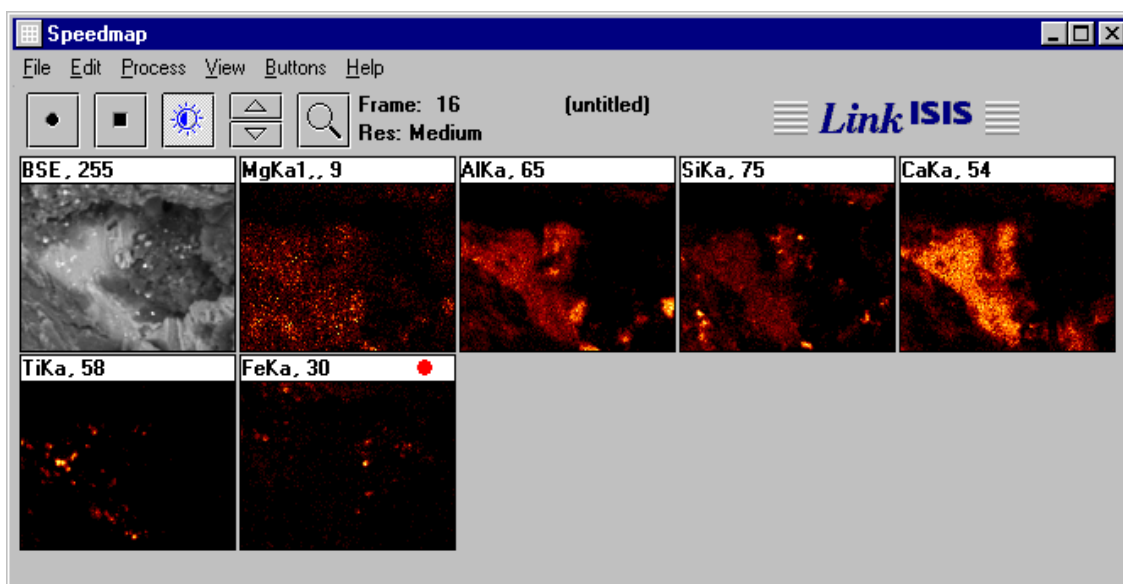 Speedmap
File Edit Process View Buttons Help
Frame: 16 (untitled)
Res: Medium
Link ISIS
BSE, 255 MgKa1,, 9 AlKa, 65 SiKa, 75 CaKa, 54
TiKa, 58 FeKa, 30